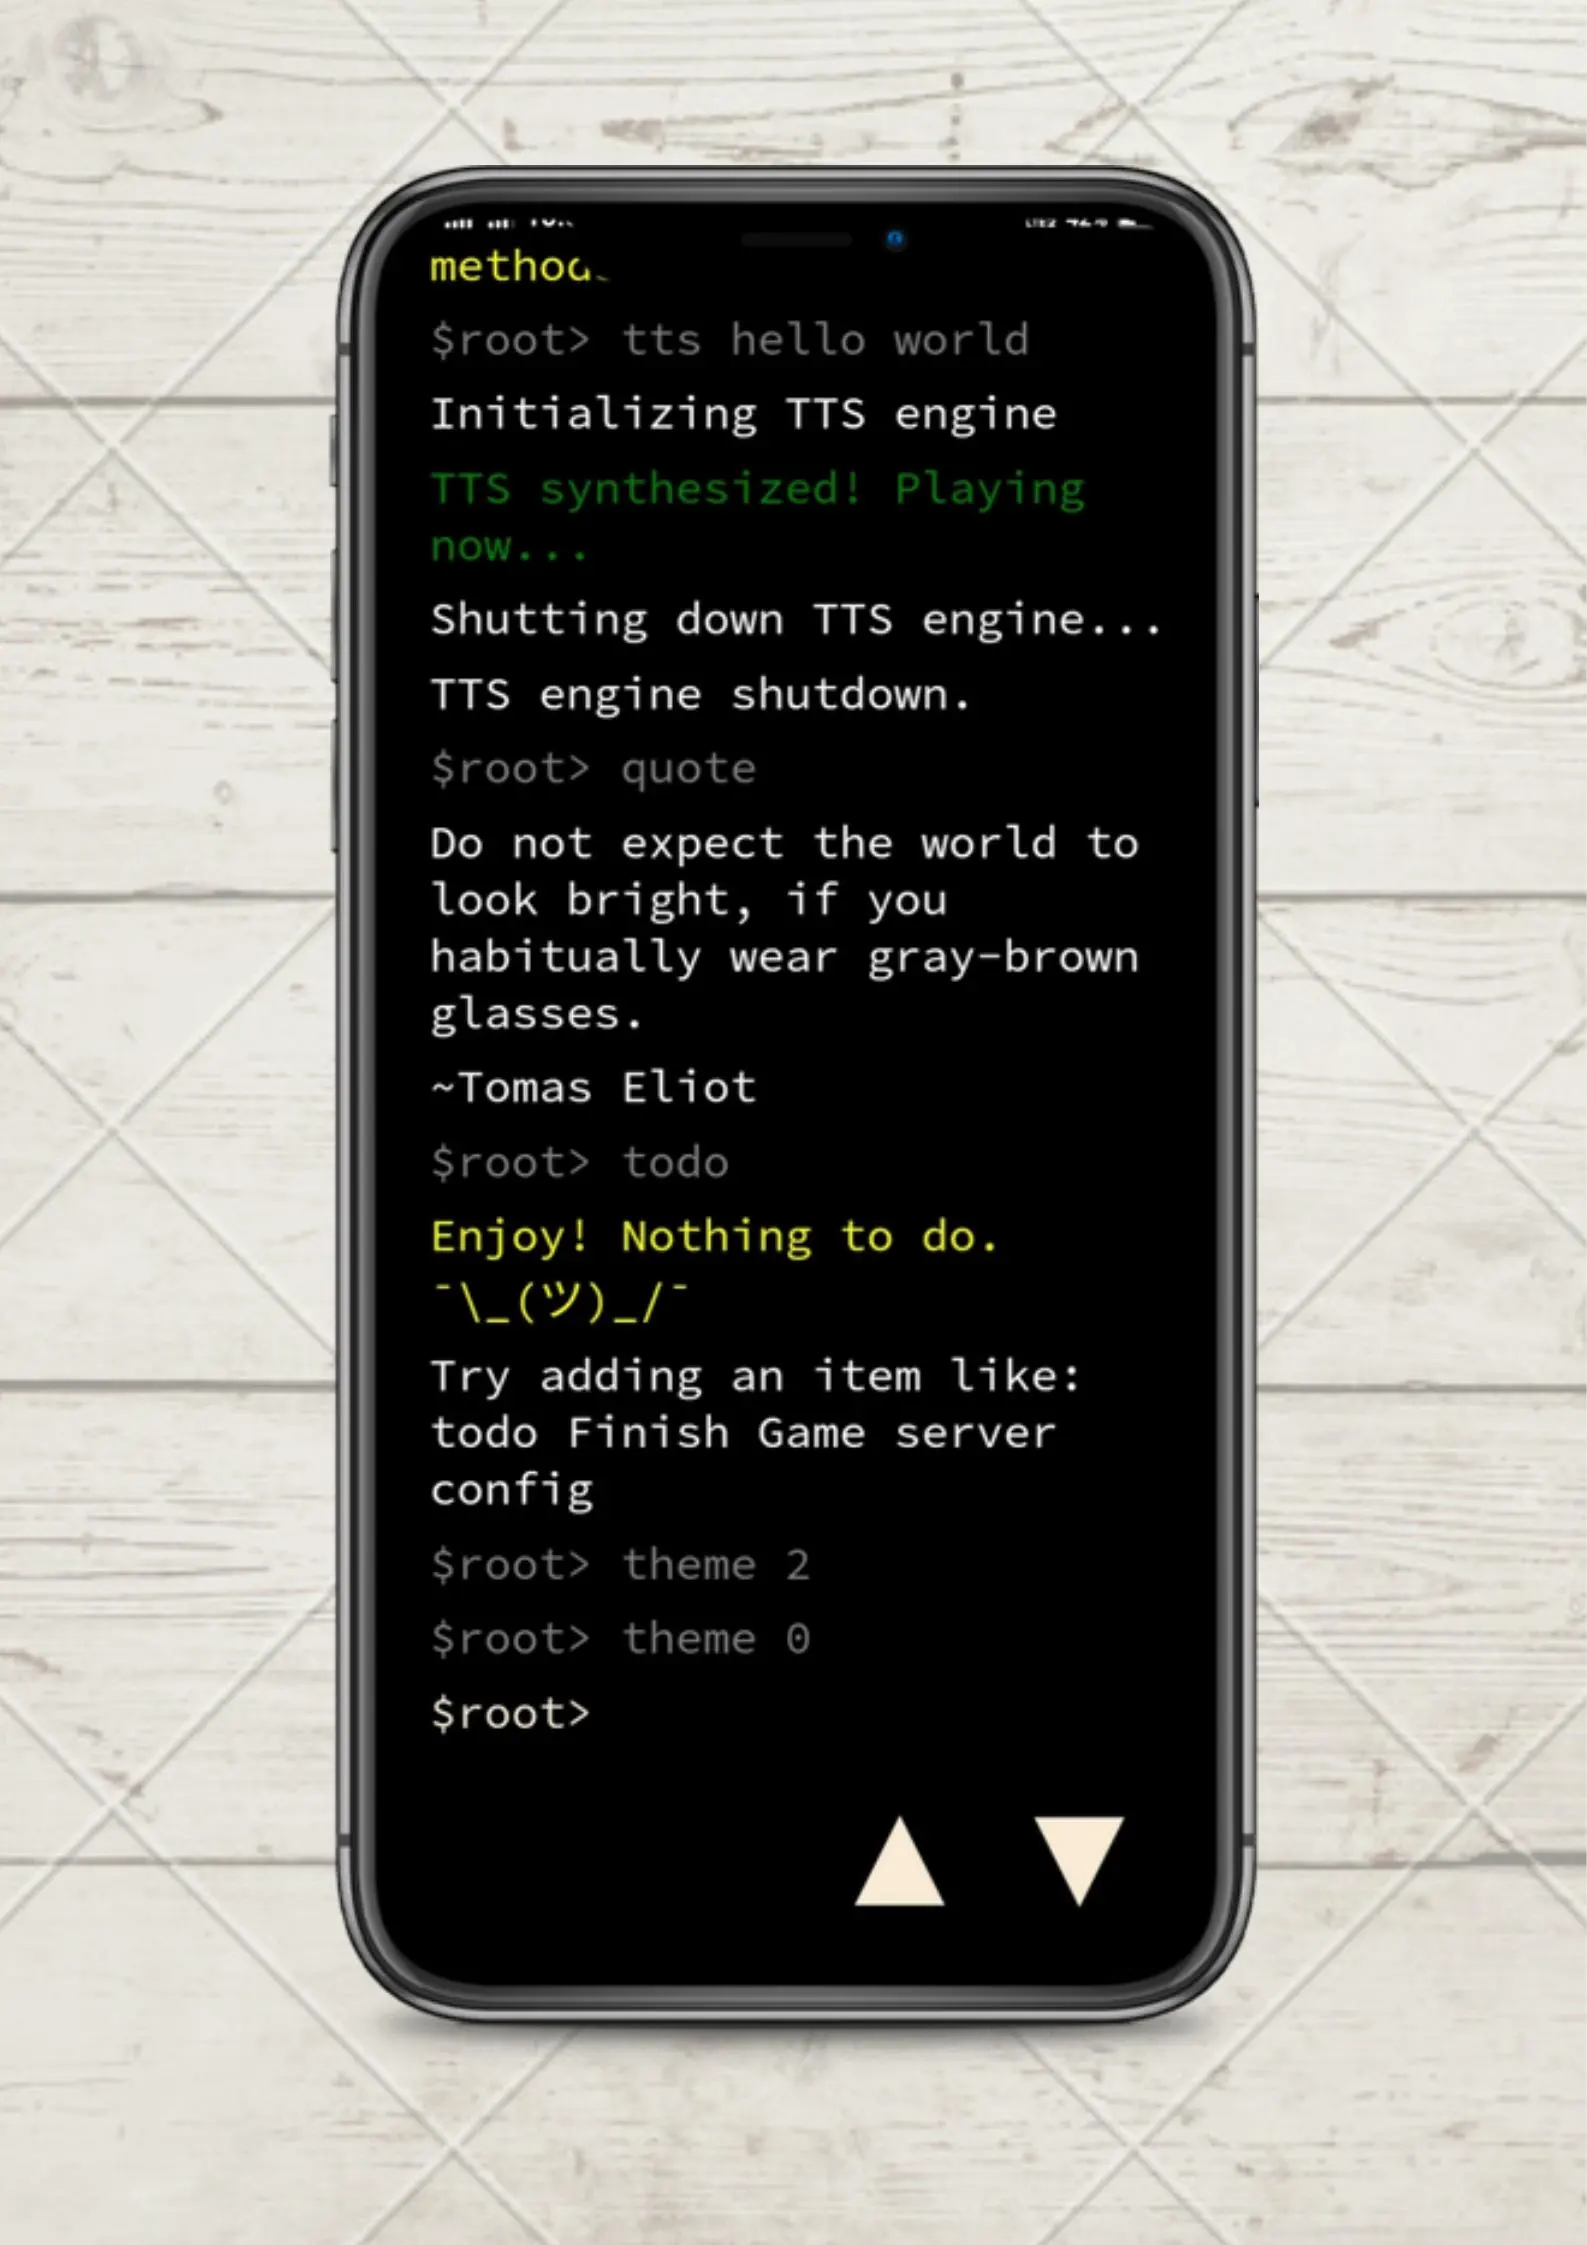 $root> tts hello world
Initializing TTS engine
TTS synthesized! Playing
now...
Shutting down TTS engine...
TTS engine shutdown.
$root> quote
Do not expect the world to
look bright, if you
habitually wear gray-brown
glasses.
~Tomas Eliot
$root> todo
Enjoy! Nothing to do.
¯\_(ツ)_/¯
Try adding an item like:
todo Finish Game server
config
$root> theme 2
$root> theme 0
$root>